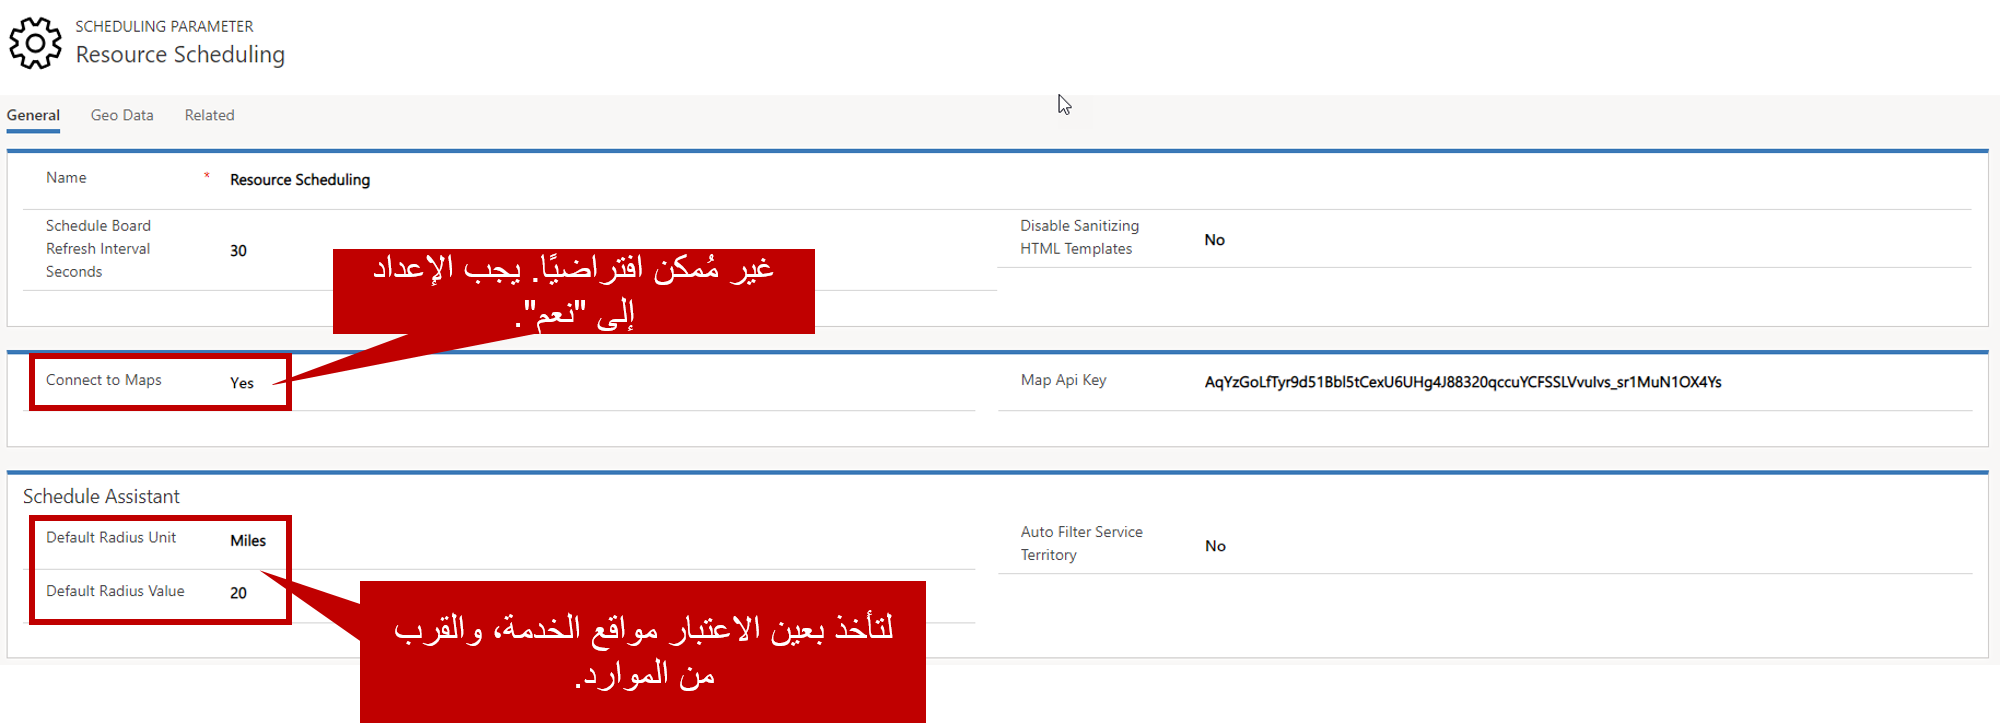 SCHEDULING PARAMETER
Resource Scheduling
General
Geo Data
Related
Name
*
Resource Scheduling
Schedule Board
Refresh Interval
Seconds
30
Disable Sanitizing
HTML Templates
No
غير مُمكن افتراضيًا. يجب الإعداد
إلى "نعم".
Connect to Maps
Yes
Map Api Key
AqYzGoLfTyr9d51Bbl5tCexU6UHg4J88320qccuYCFSSLVvuIvs_sr1MuN1OX4Ys
Schedule Assistant
Default Radius Unit
Miles
Auto Filter Service
Territory
No
Default Radius Value
20
لتأخذ بعين الاعتبار مواقع الخدمة، والقرب
من الموارد.